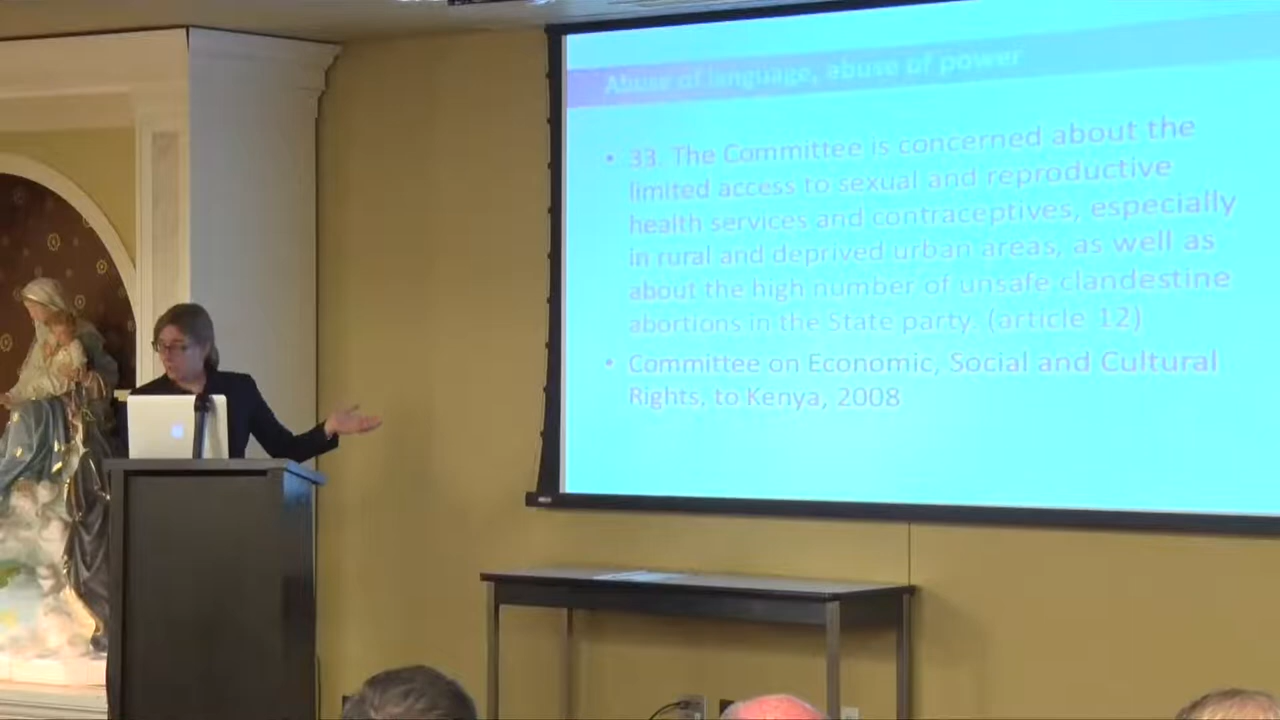 Abuse of language, abuse of power
• 33. The Committee is concerned about the
limited access to sexual and reproductive
health services and contraceptives, especially
in rural and deprived urban areas, as well as
about the high number of unsafe clandestine
abortions in the State party. (article 12)
• Committee on Economic, Social and Cultural
Rights, to Kenya, 2008